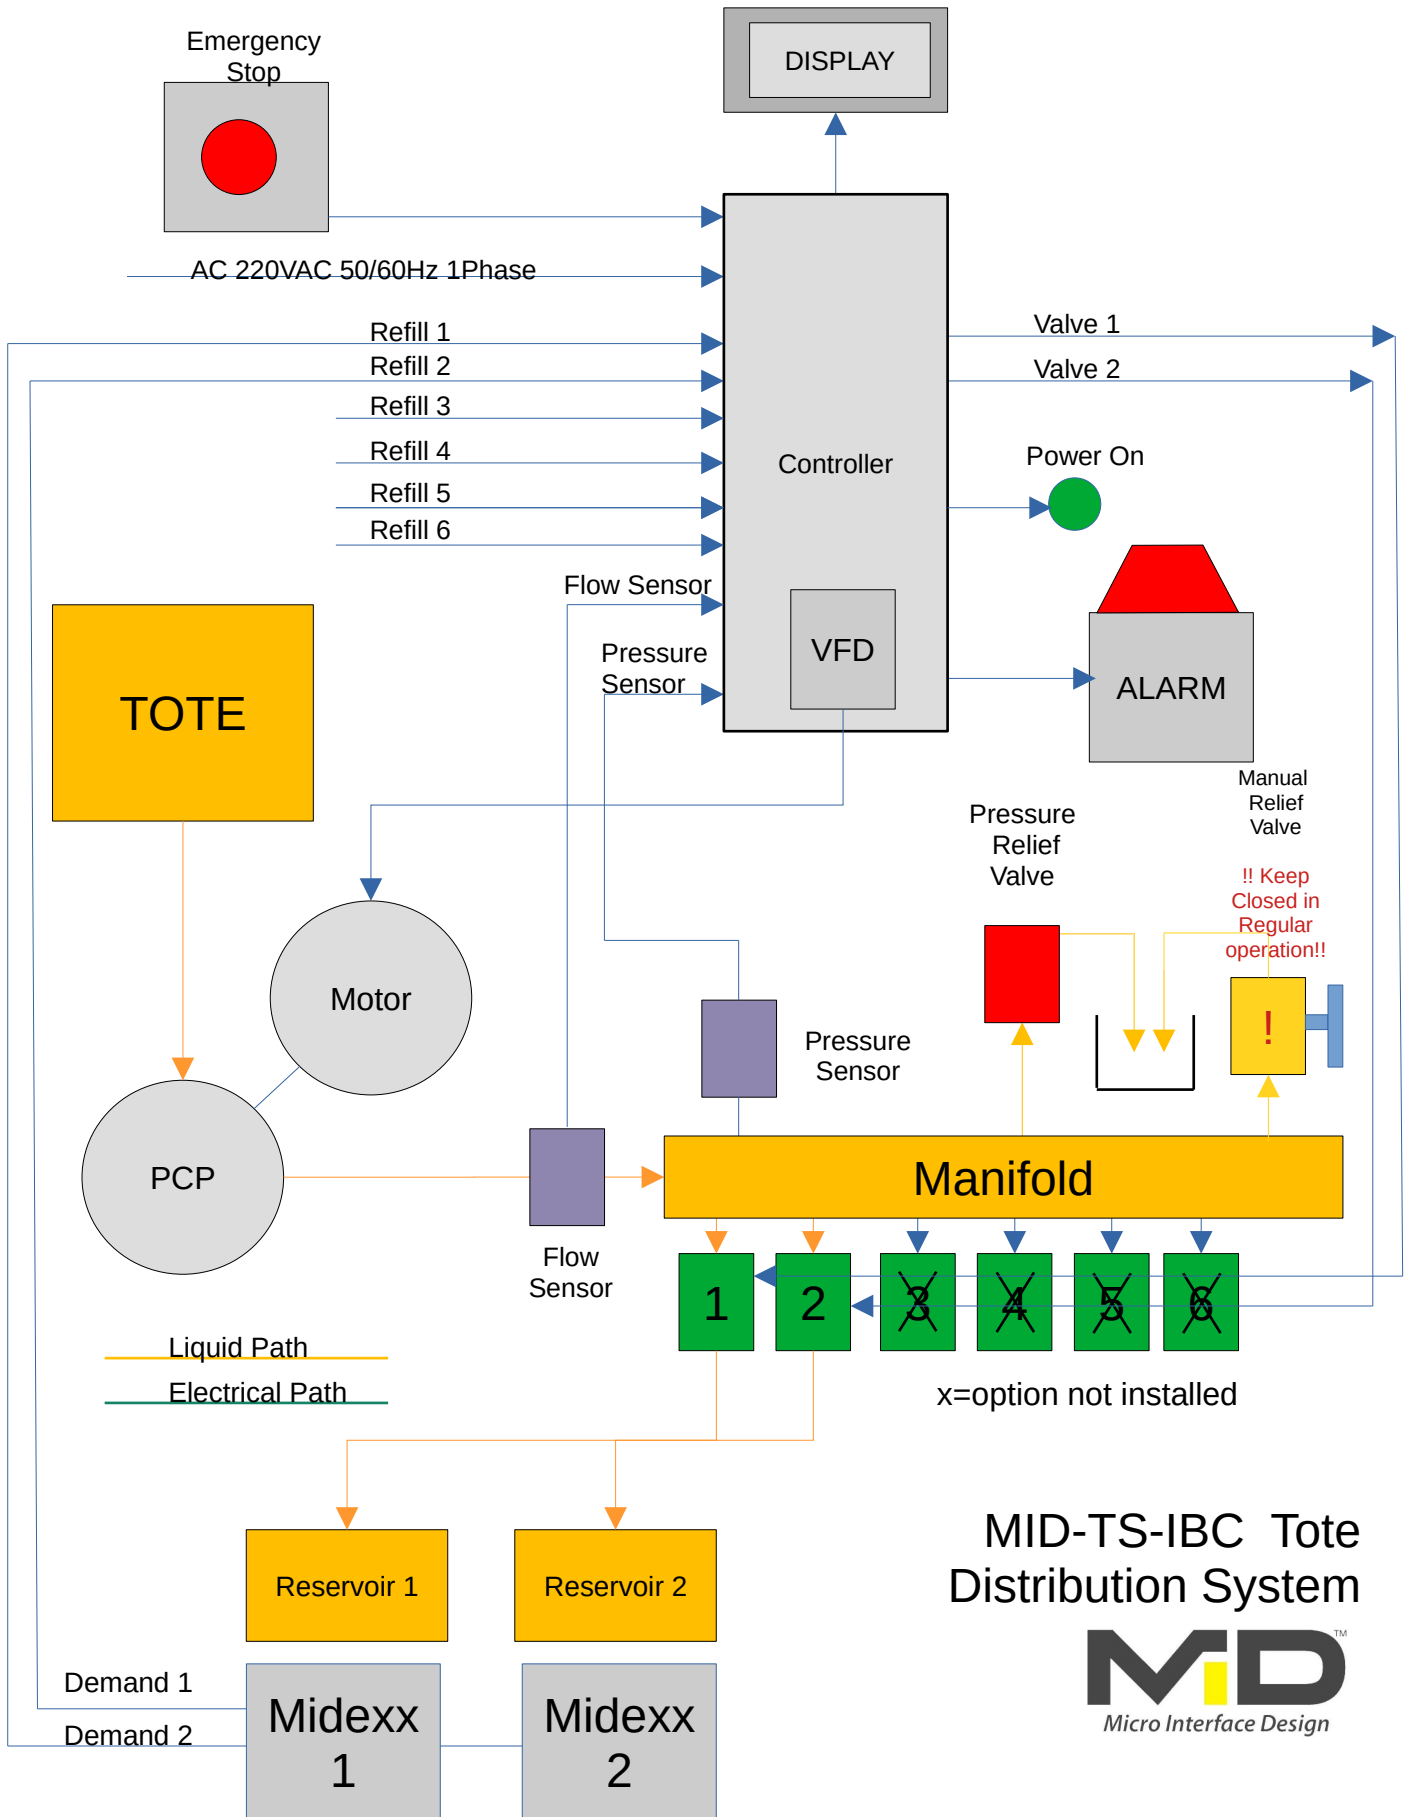 Emergency
Stop
DISPLAY
AC 220VAC 50/60Hz 1Phase
Refill 1
Refill 2
Refill 3
Refill 4
Refill 5
Refill 6
Valve 1
Valve 2
Controller
Power On
Flow Sensor
Pressure
Sensor
VFD
ALARM
TOTE
Manual
Relief
Valve
!! Keep
Closed in
Regular
operation!!
Pressure
Relief
Valve
Motor
!
Pressure
Sensor
PCP
Manifold
Flow
Sensor
1
2
3
4
5
6
Liquid Path
Electrical Path
x=option not installed
Reservoir 1
Reservoir 2
MID-TS-IBC Tote
Distribution System
MiD™
Micro Interface Design
Demand 1
Demand 2
Midexx
1
Midexx
2